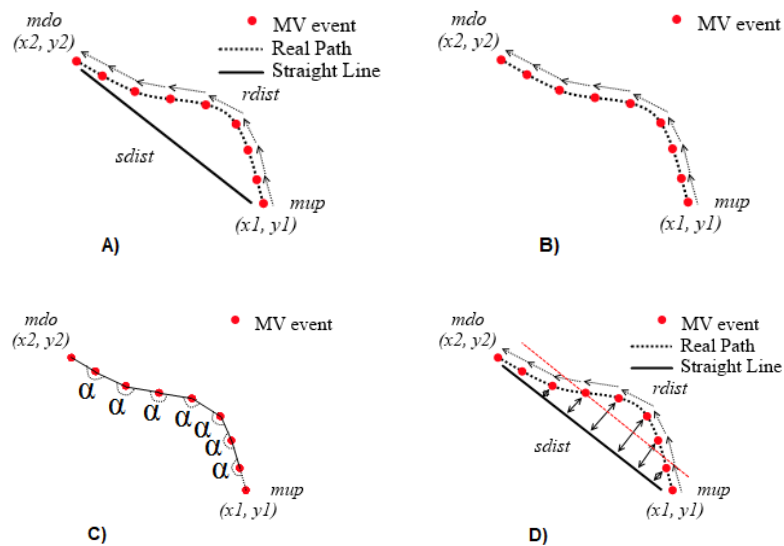 mdo
(x2, y2)
MV event
Real Path
Straight Line
rdist
sdist
mup
(x1, y1)
A)
mdo
(x2, y2)
MV event
mup
(x1, y1)
B)
mdo
(x2, y2)
MV event
α
α
α
α
α
α
α
mup
(x1, y1)
C)
mdo
(x2, y2)
MV event
Real Path
Straight Line
rdist
sdist
mup
(x1, y1)
D)